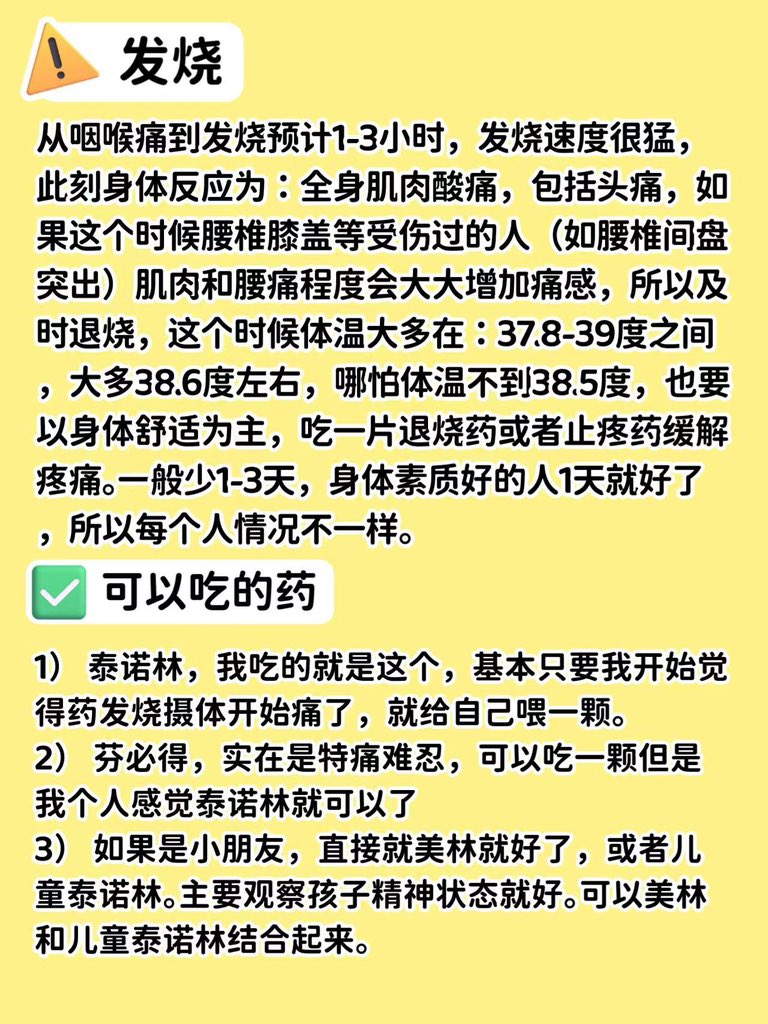 发烧
从咽喉痛到发烧预计1-3小时，发烧速度很猛，
此刻身体反应为：全身肌肉酸痛，包括头痛，如
果这个时候腰椎膝盖等受伤过的人（如腰椎间盘
突出）肌肉和腰痛程度会大大增加痛感，所以及
时退烧，这个时候体温大多在：37.8-39度之间
，大多38.6度左右，哪怕体温不到38.5度，也要
以身体舒适为主，吃一片退烧药或者止疼药缓解
疼痛。一般少1-3天，身体素质好的人1天就好了
，所以每个人情况不一样。
可以吃的药
1） 泰诺林，我吃的就是这个，基本只要我开始觉
得药发烧摄体开始痛了，就给自己喂一颗。
2） 芬必得，实在是特痛难忍，可以吃一颗但是
我个人感觉泰诺林就可以了
3） 如果是小朋友，直接就美林就好了，或者儿
童泰诺林。主要观察孩子精神状态就好。可以美林
和儿童泰诺林结合起来。